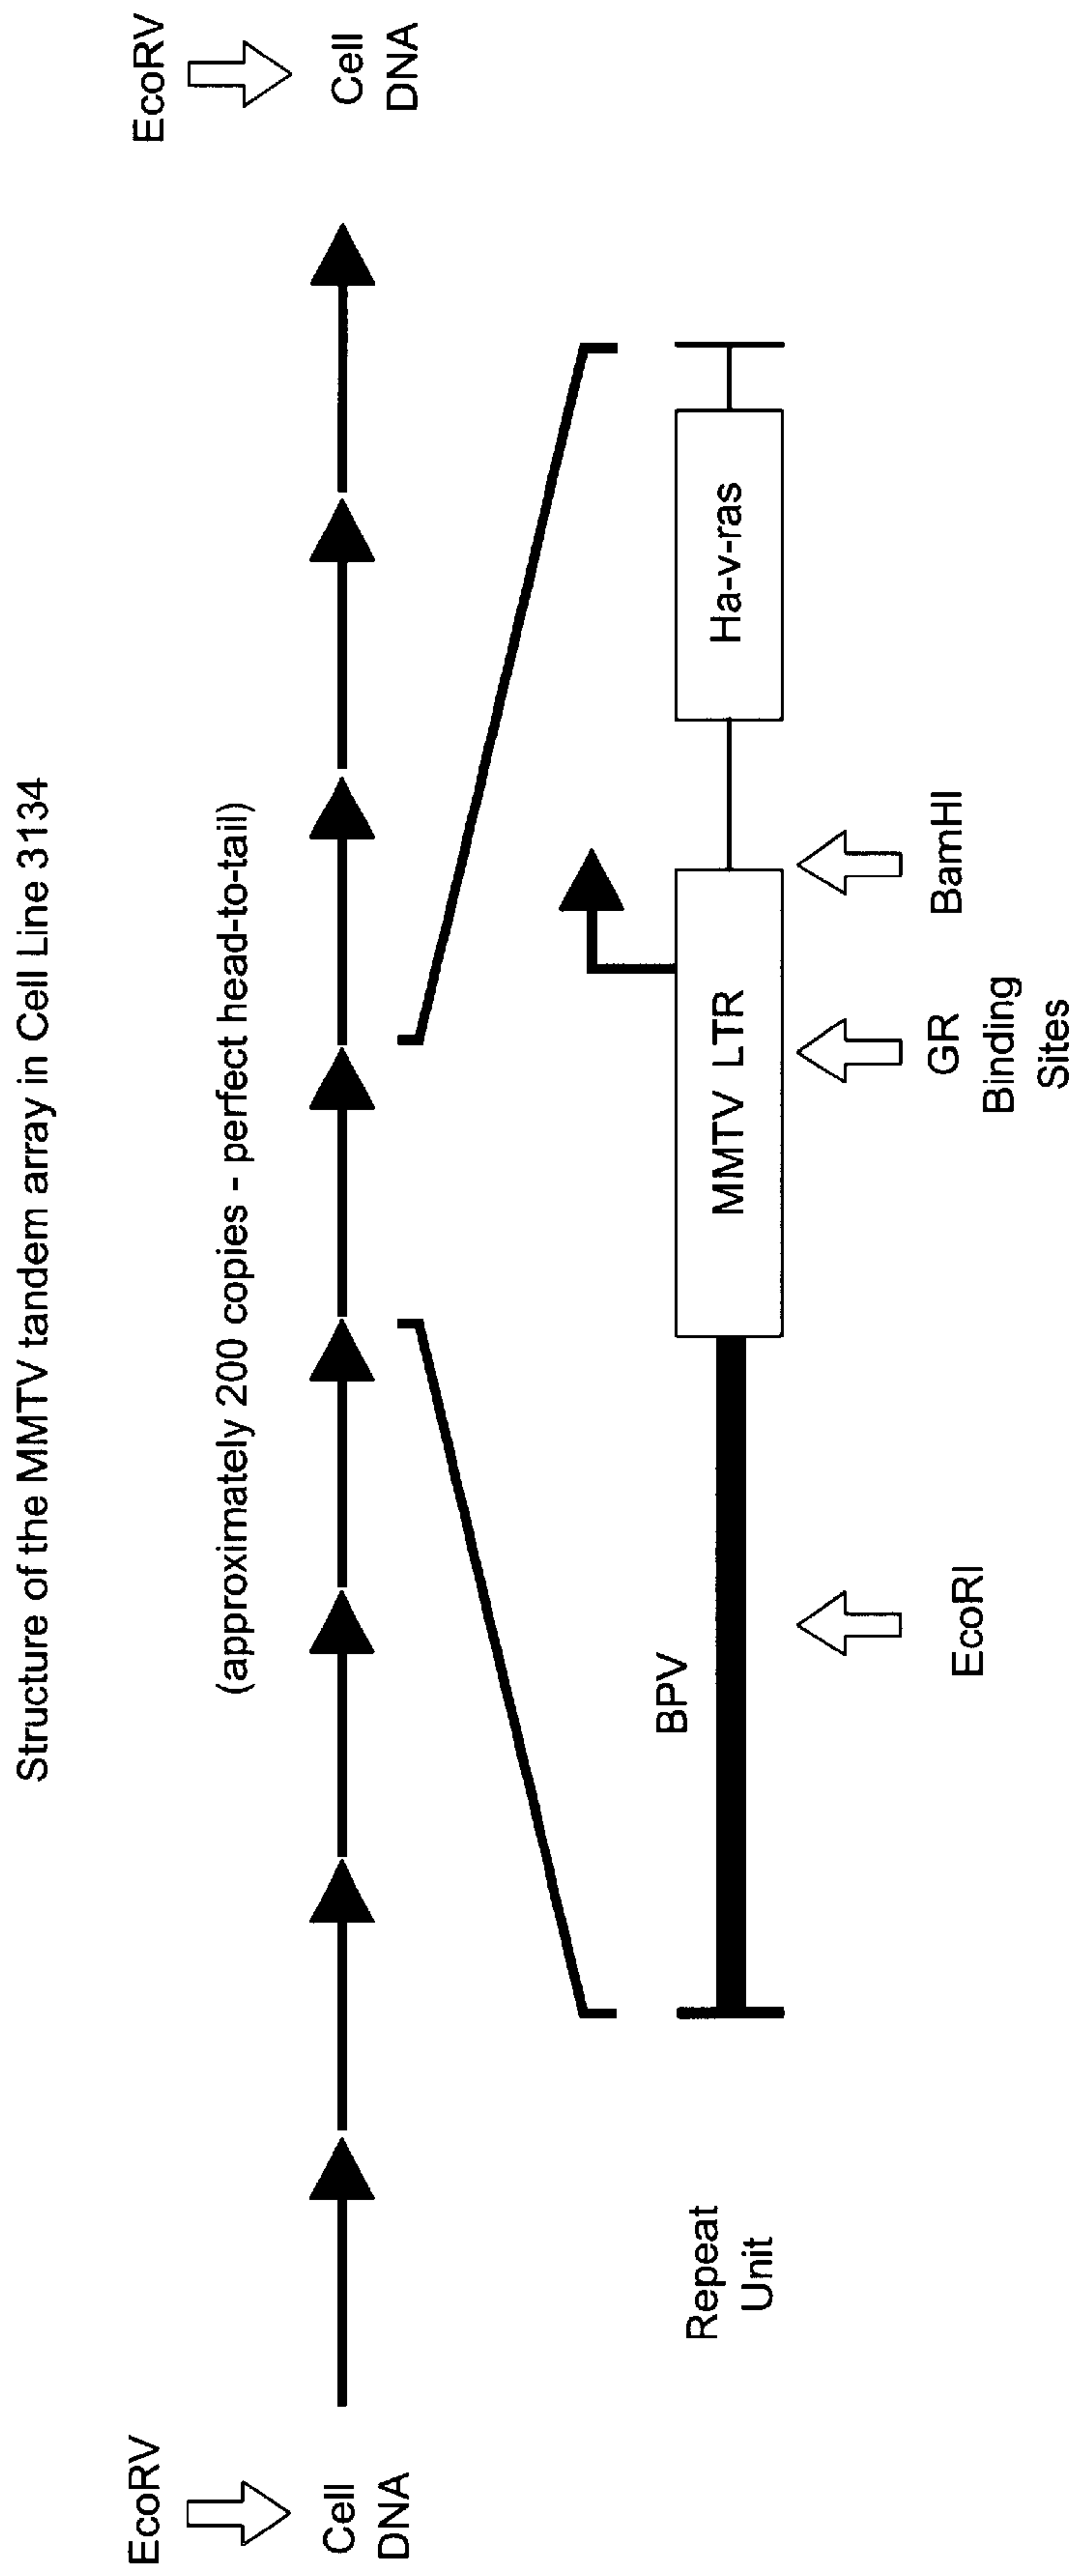 Structure of the MMTV tandem array in Cell Line 3134
EcoRV
EcoRV
(approximately 200 copies - perfect head-to-tail)
Cell
DNA
Cell
DNA
Repeat
Unit
BPV
MMTV LTR
Ha-v-ras
EcoRI
GR
Binding
Sites
BamHI